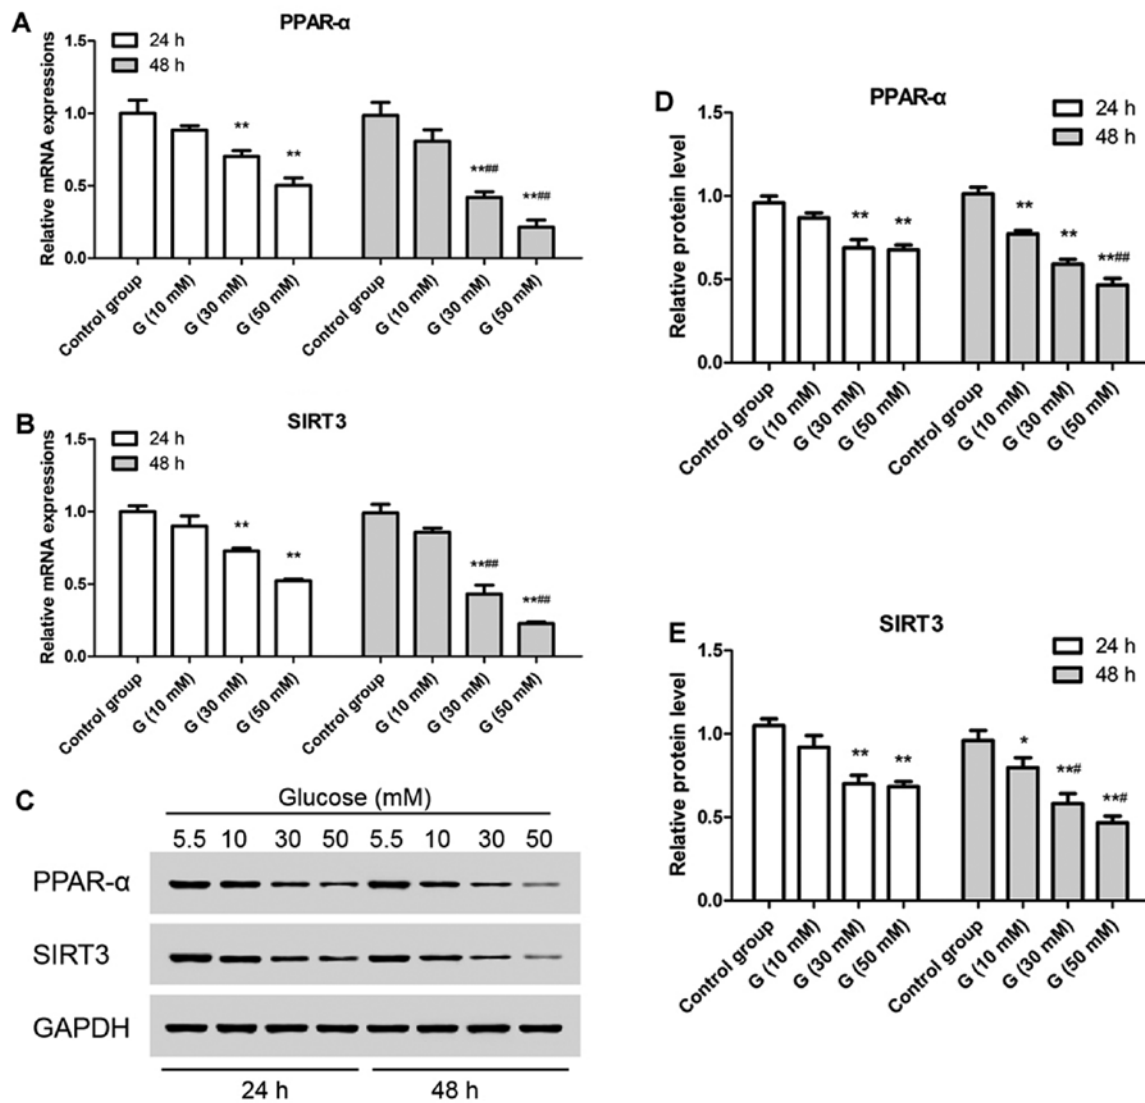 A
PPAR-α
Relative mRNA expressions
1.5
1.0
0.5
0.0
24 h
48 h
**
**
**##
**##
Control group
G (10 mM)
G (30 mM)
G (50 mM)
Control group
G (10 mM)
G (30 mM)
G (50 mM)
B
SIRT3
Relative mRNA expressions
1.5
1.0
0.5
0.0
24 h
48 h
**
**
**##
**##
Control group
G (10 mM)
G (30 mM)
G (50 mM)
Control group
G (10 mM)
G (30 mM)
G (50 mM)
C
Glucose (mM)
5.5 10 30 50 5.5 10 30 50
PPAR-α
SIRT3
GAPDH
24 h 48 h
D
PPAR-α
Relative protein level
1.5
1.0
0.5
0.0
24 h
48 h
**
**
**
**
**##
Control group
G (10 mM)
G (30 mM)
G (50 mM)
Control group
G (10 mM)
G (30 mM)
G (50 mM)
E
SIRT3
Relative protein level
1.5
1.0
0.5
0.0
24 h
48 h
**
**
*
**#
**#
Control group
G (10 mM)
G (30 mM)
G (50 mM)
Control group
G (10 mM)
G (30 mM)
G (50 mM)